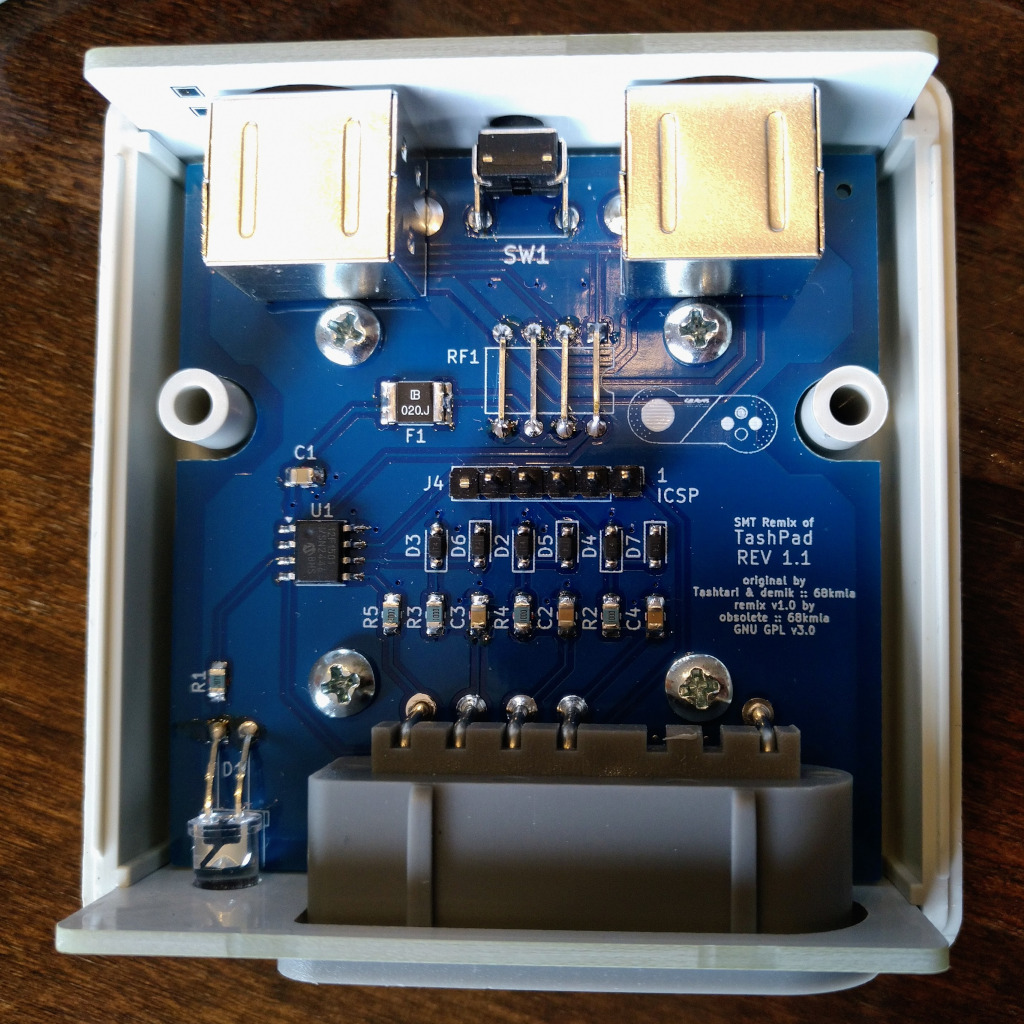 SW1
RF1
020.J
F1
C1
J4
1
ICSP
U1
D3
D6
D2
D5
D4
D7
SMT Remix of
TashPad
REV 1.1
original by
Tashtari & demik :: 68kmla
remix v1.0 by
obsolete :: 68kmla
GNU GPL v3.0
R5
R3
C3
R4
C2
R2
C4
R1